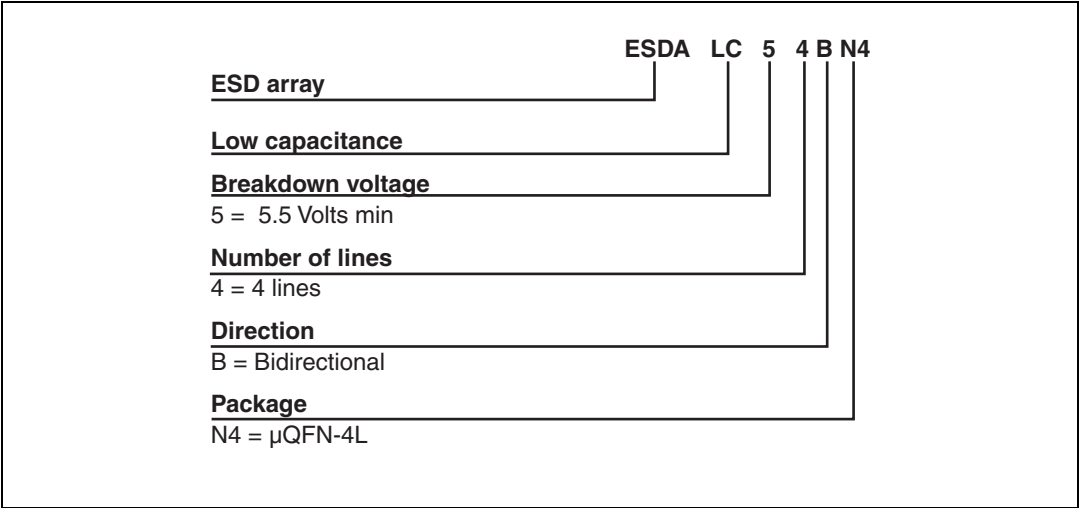 ESDA LC 5 4 B N4
ESD array
Low capacitance
Breakdown voltage
5 = 5.5 Volts min
Number of lines
4 = 4 lines
Direction
B = Bidirectional
Package
N4 = µQFN-4L